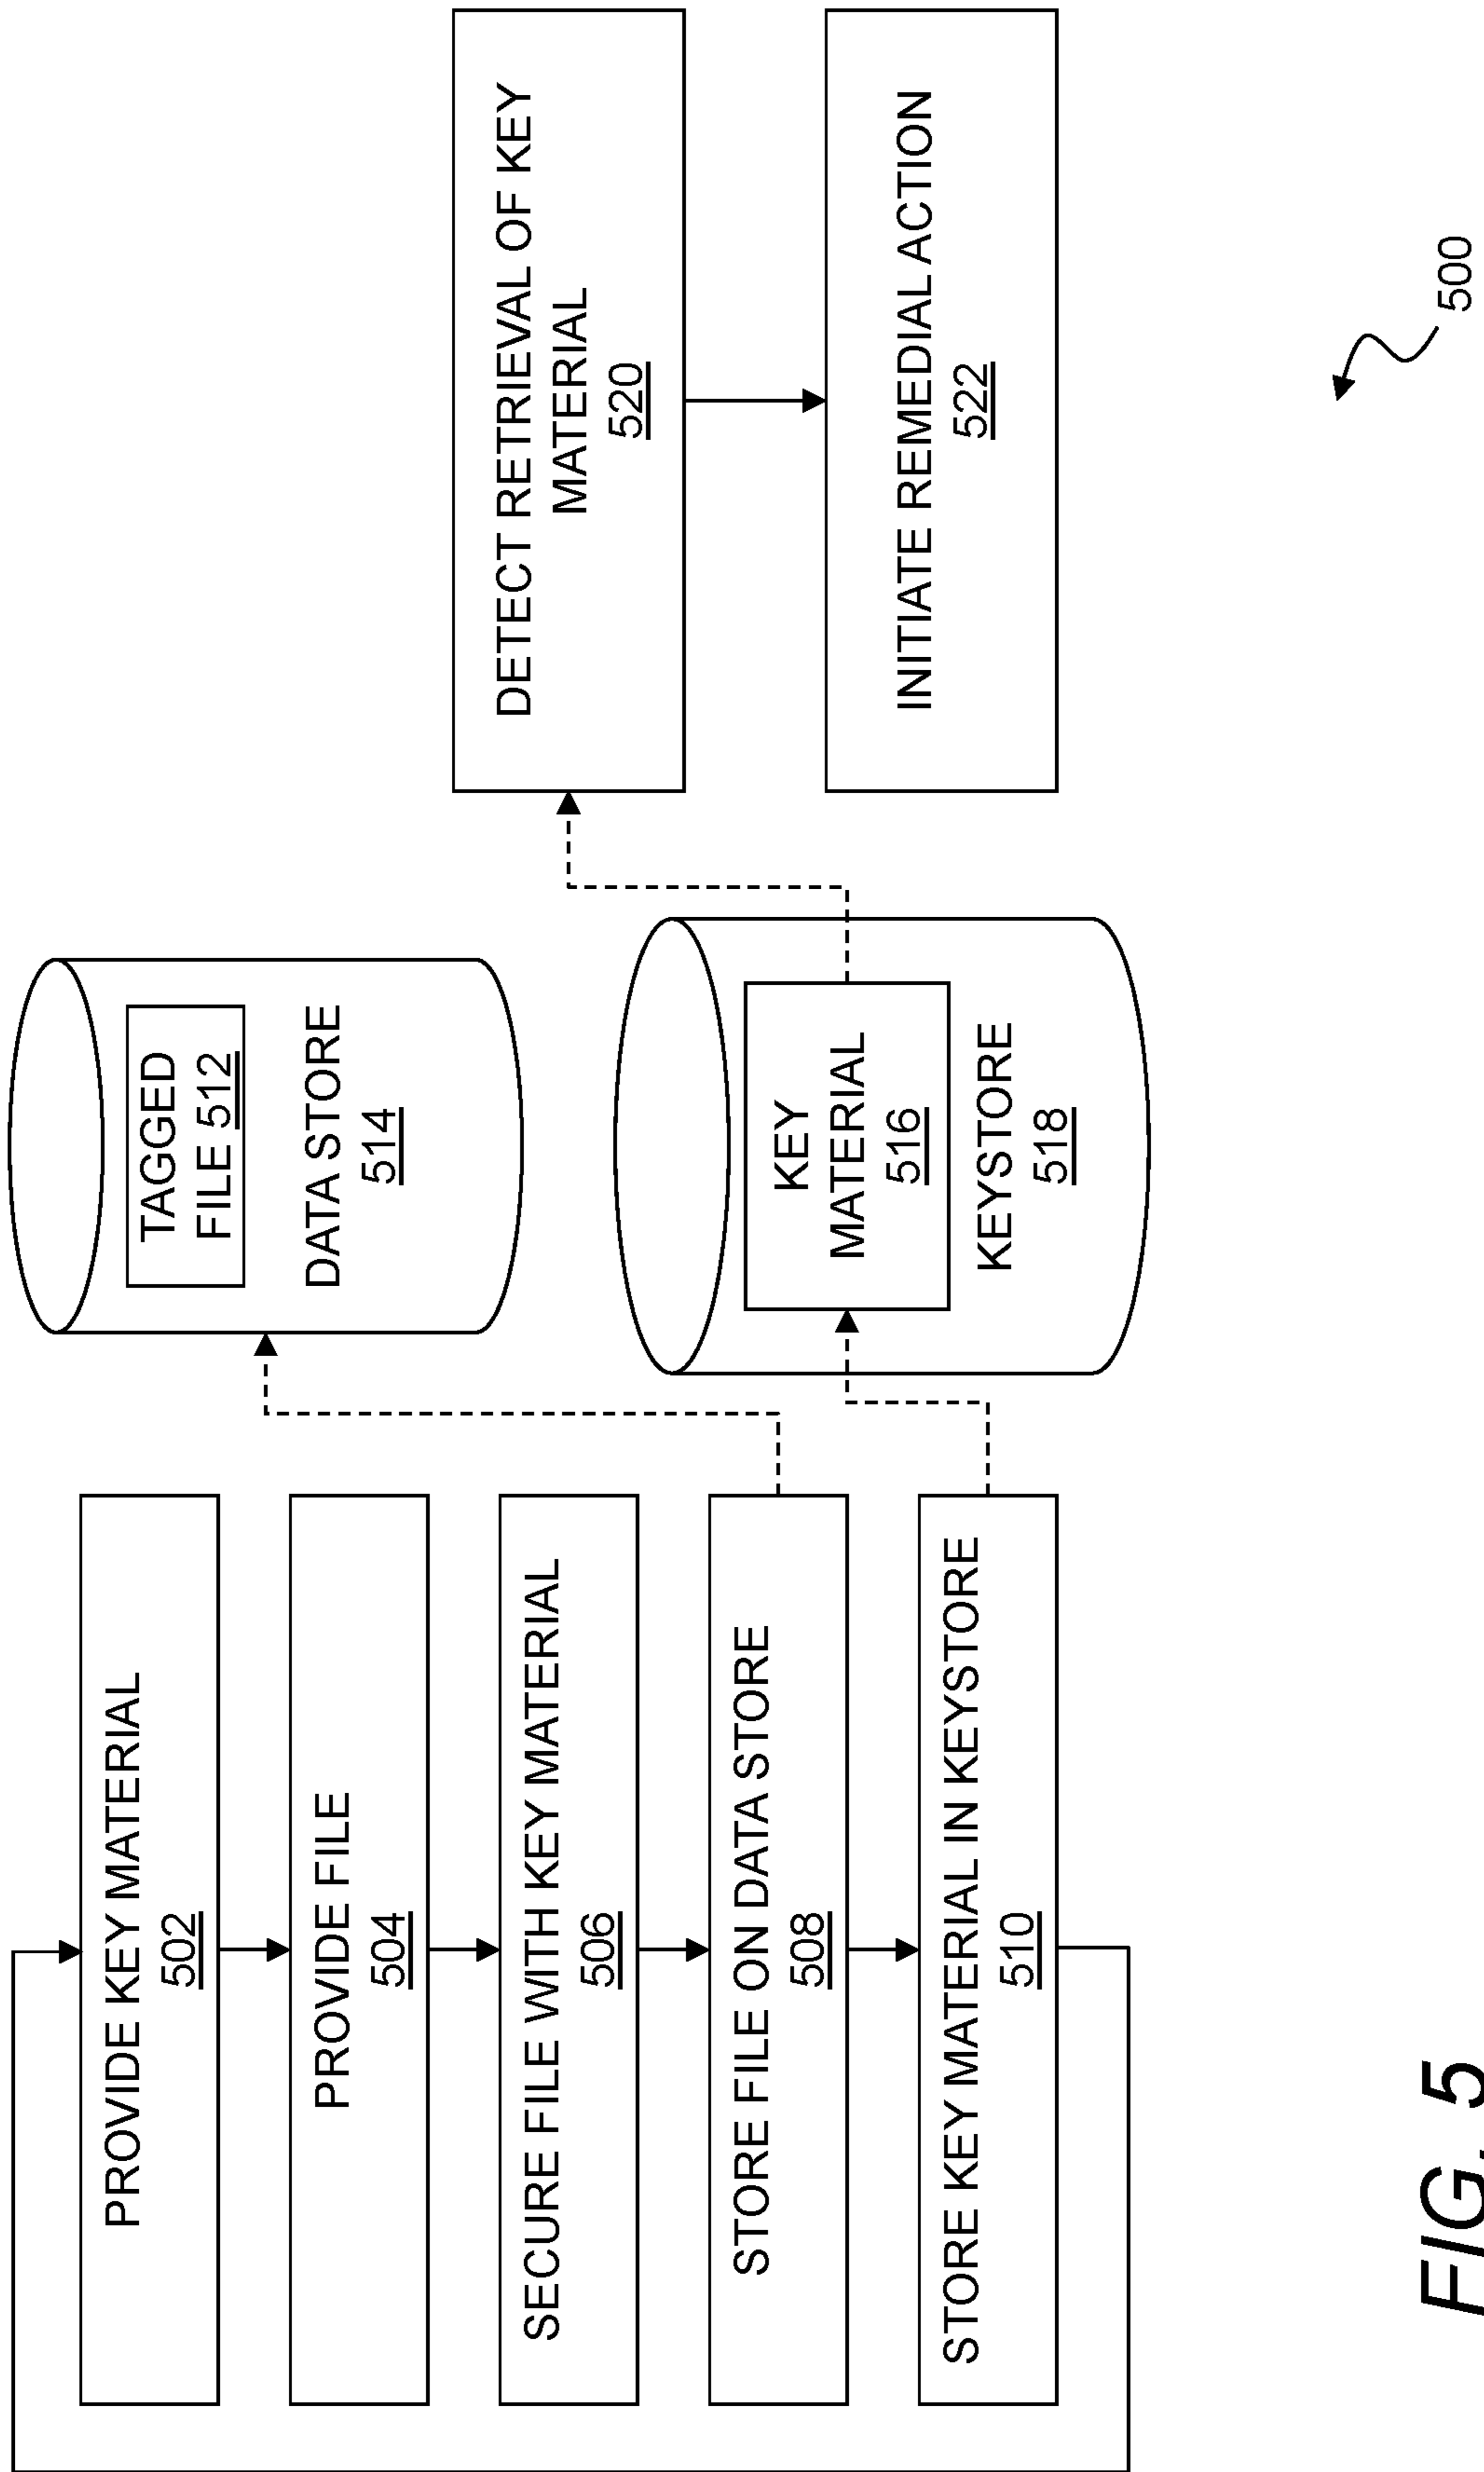 PROVIDE KEY MATERIAL
502
PROVIDE FILE
504
SECURE FILE WITH KEY MATERIAL
506
STORE FILE ON DATA STORE
508
STORE KEY MATERIAL IN KEYSTORE
510
TAGGED
FILE 512
DATA STORE
514
KEY
MATERIAL
516
KEYSTORE
518
DETECT RETRIEVAL OF KEY
MATERIAL
520
INITIATE REMEDIAL ACTION
522
500
FIG. 5